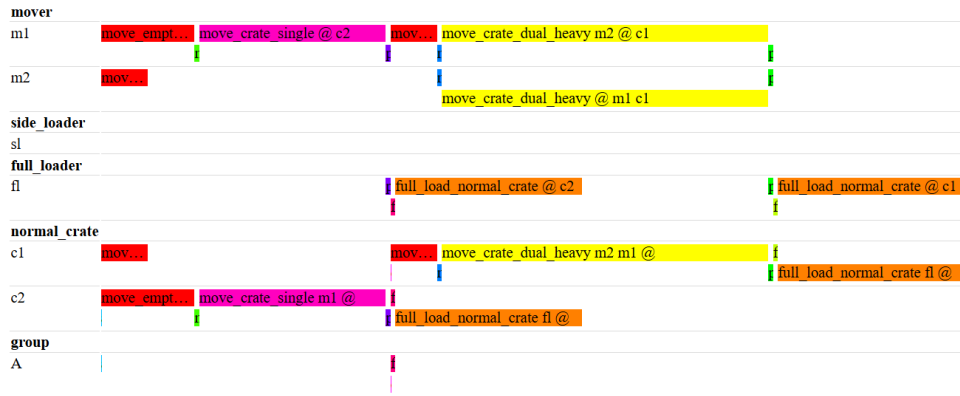 mover
m1 move_empt... move_crate_single @ c2 mov... move_crate_dual_heavy m2 @ c1
r p r p
m2 mov... r p
move_crate_dual_heavy @ m1 c1
side_loader
sl
full_loader
fl p full_load_normal_crate @ c2 p full_load_normal_crate @ c1
f f
normal_crate
c1 mov... mov... move_crate_dual_heavy m2 m1 @ f
r p full_load_normal_crate fl @
c2 move_empt... move_crate_single m1 @ f
r p full_load_normal_crate fl @
group
A f